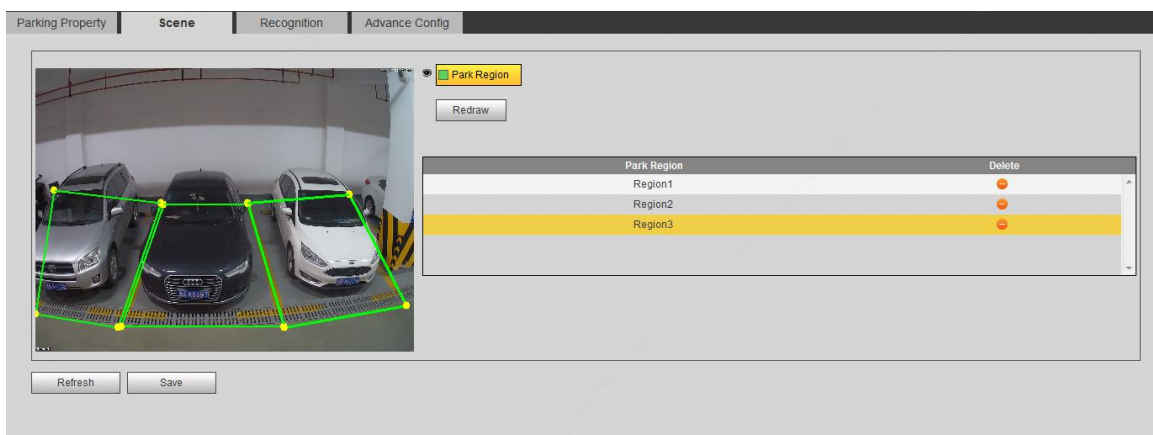 Parking Property Scene Recognition Advance Config
Park Region
Redraw
Park Region Delete
Region1
Region2
Region3
Refresh Save